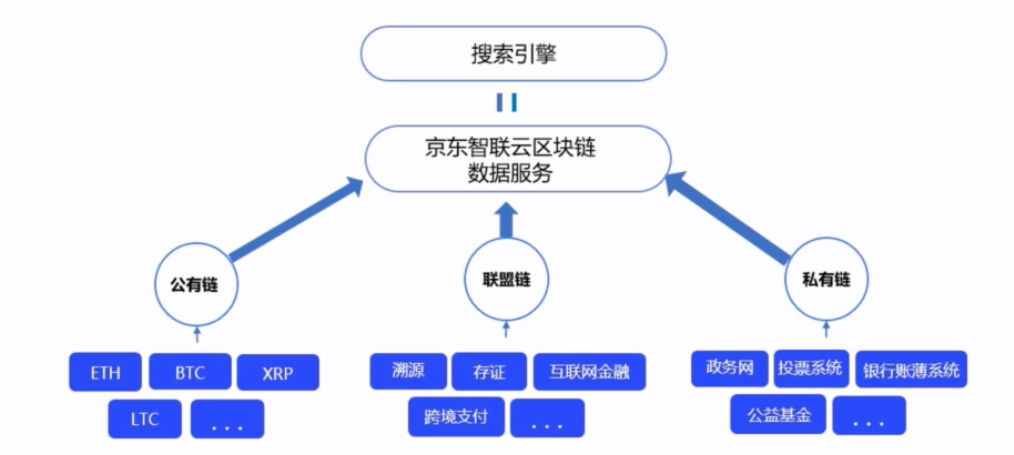 搜索引擎
京东智联云区块链
数据服务
公有链
联盟链
私有链
ETH
BTC
XRP
LTC
...
溯源
存证
互联网金融
跨境支付
...
政务网
投票系统
银行账薄系统
公益基金
...